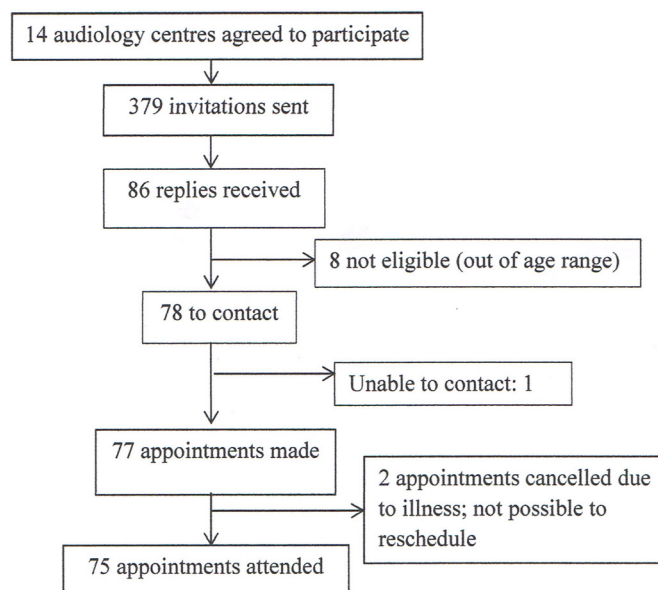 14 audiology centres agreed to participate
379 invitations sent
86 replies received
8 not eligible (out of age range)
78 to contact
Unable to contact: 1
77 appointments made
2 appointments cancelled due
to illness; not possible to
reschedule
75 appointments attended